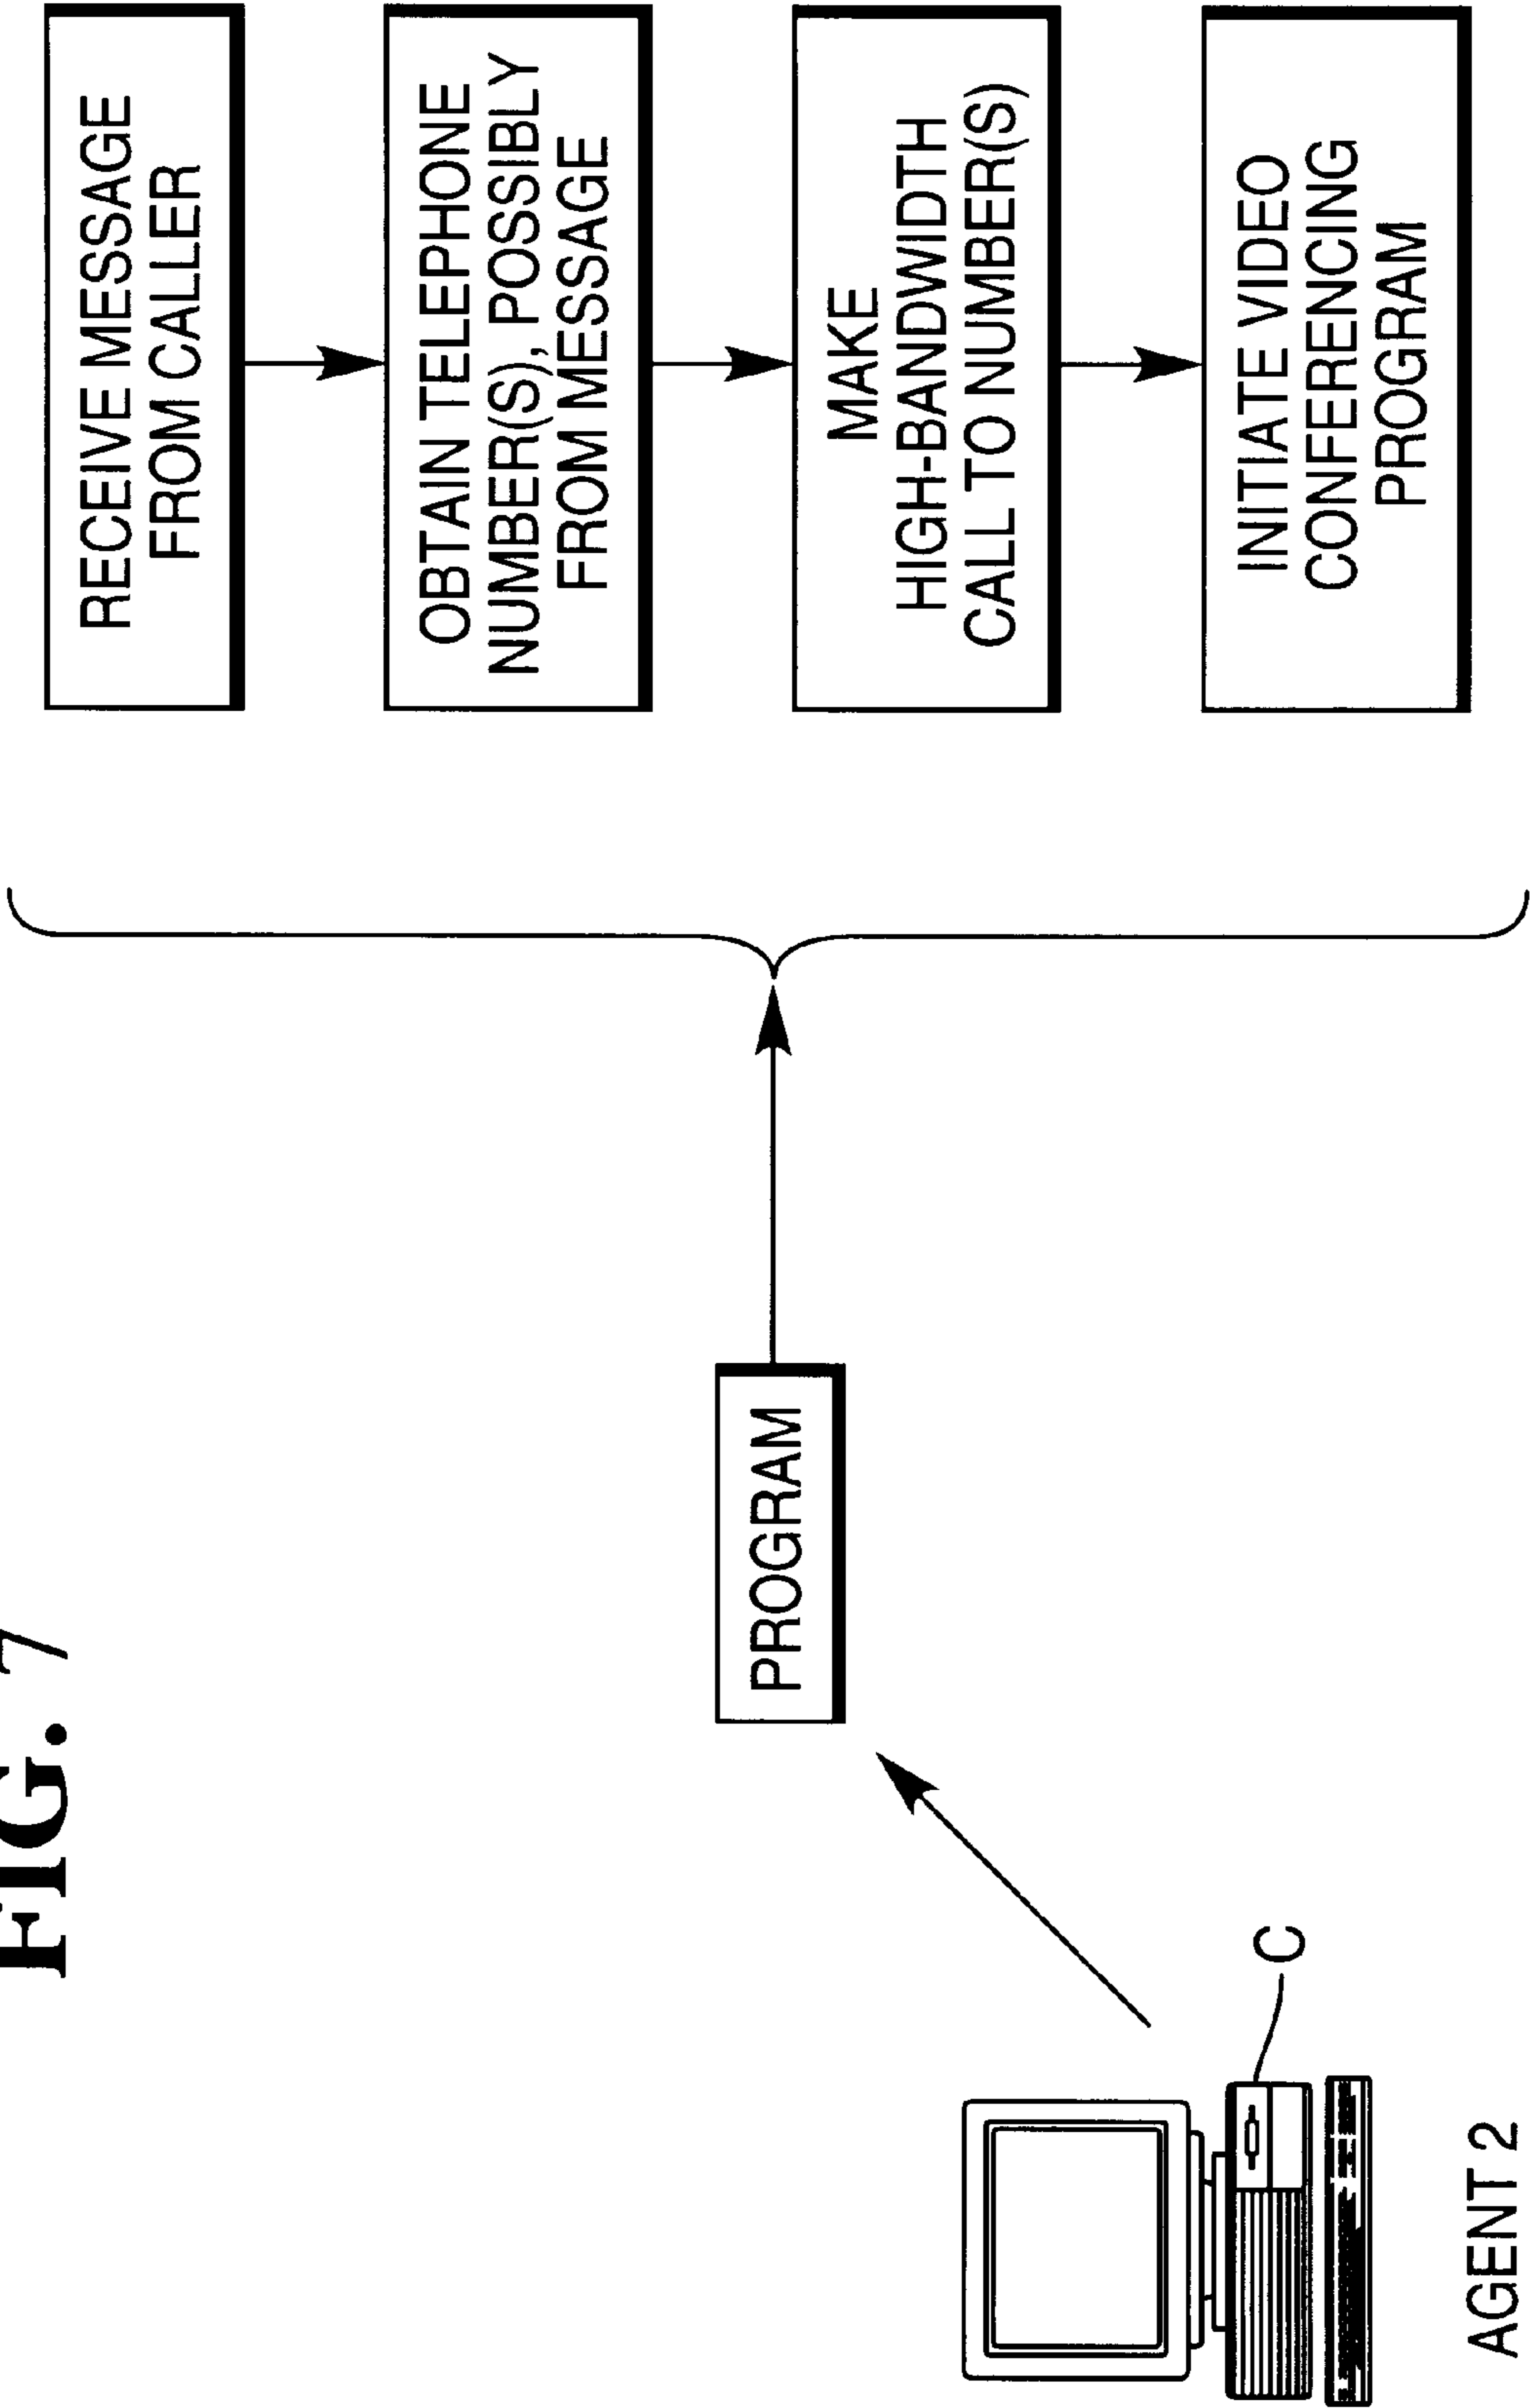 FIG. 7
RECEIVE MESSAGE
FROM CALLER
OBTAIN TELEPHONE
NUMBER(S), POSSIBLY
FROM MESSAGE
MAKE
HIGH-BANDWIDTH
CALL TO NUMBER(S)
INITIATE VIDEO
CONFERENCING
PROGRAM
PROGRAM
C
AGENT 2